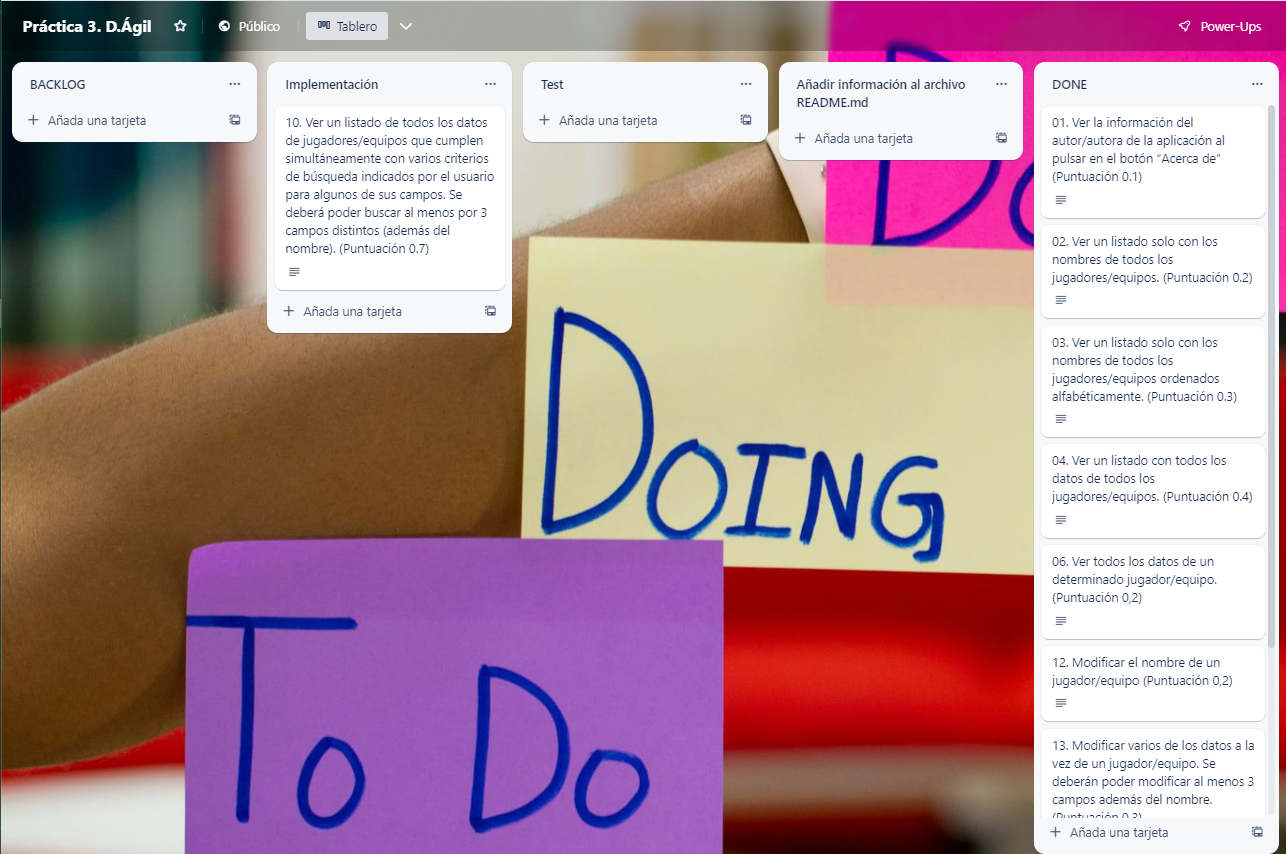 Práctica 3. D.Ágil
Público
Tablero
Power-Ups
BACKLOG
Añada una tarjeta
Implementación
10. Ver un listado de todos los datos
de jugadores/equipos que cumplen
simultáneamente con varios criterios
de búsqueda indicados por el usuario
para algunos de sus campos. Se
deberá poder buscar al menos por 3
campos distintos (además del
nombre). (Puntuación 0.7)
Añada una tarjeta
Test
Añada una tarjeta
Añadir información al archivo
README.md
Añada una tarjeta
DONE
01. Ver la información del
autor/autora de la aplicación al
pulsar en el botón “Acerca de”
(Puntuación 0.1)
02. Ver un listado solo con los
nombres de todos los
jugadores/equipos. (Puntuación 0.2)
03. Ver un listado solo con los
nombres de todos los
jugadores/equipos ordenados
alfabéticamente. (Puntuación 0.3)
04. Ver un listado con todos los
datos de todos los
jugadores/equipos. (Puntuación 0.4)
06. Ver todos los datos de un
determinado jugador/equipo.
(Puntuación 0,2)
12. Modificar el nombre de un
jugador/equipo (Puntuación 0,2)
13. Modificar varios de los datos a la
vez de un jugador/equipo. Se
deberán poder modificar al menos 3
campos además del nombre.
Añada una tarjeta
DOING
To Do